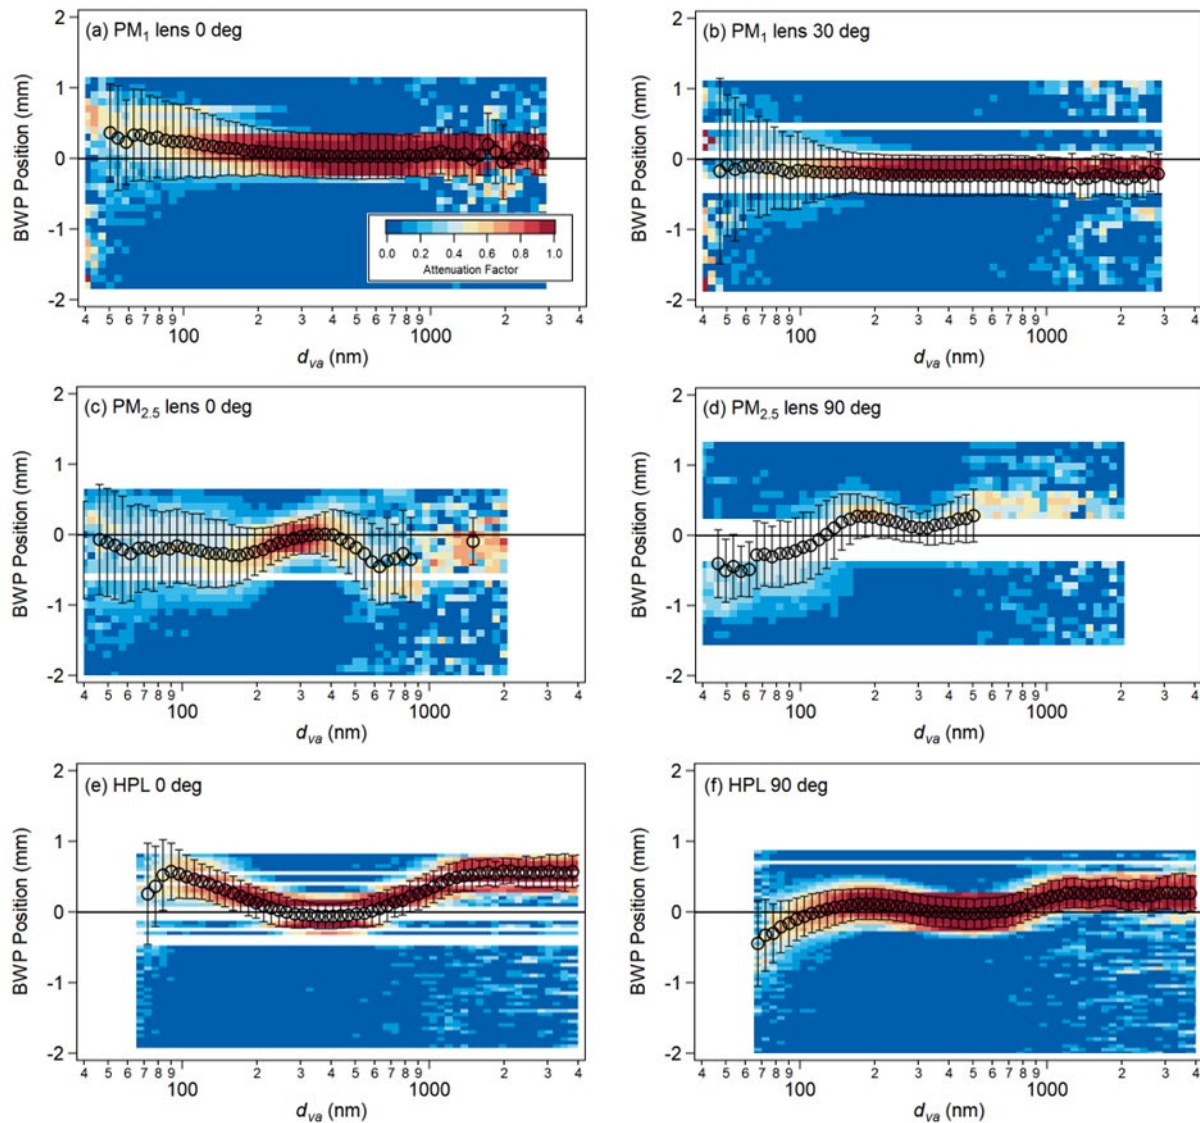 (a) PM1 lens 0 deg
BWP Position (mm)
2
1
0
-1
-2
0.0 0.2 0.4 0.6 0.8 1.0
Attenuation Factor
4 5 6 7 8 9 2 3 4 5 6 7 8 9 2 3 4
100 1000
dva (nm)
(b) PM1 lens 30 deg
BWP Position (mm)
2
1
0
-1
-2
4 5 6 7 8 9 2 3 4 5 6 7 8 9 2 3 4
100 1000
dva (nm)
(c) PM2.5 lens 0 deg
BWP Position (mm)
2
1
0
-1
-2
4 5 6 7 8 9 2 3 4 5 6 7 8 9 2 3 4
100 1000
dva (nm)
(d) PM2.5 lens 90 deg
BWP Position (mm)
2
1
0
-1
-2
4 5 6 7 8 9 2 3 4 5 6 7 8 9 2 3 4
100 1000
dva (nm)
(e) HPL 0 deg
BWP Position (mm)
2
1
0
-1
-2
4 5 6 7 8 9 2 3 4 5 6 7 8 9 2 3 4
100 1000
dva (nm)
(f) HPL 90 deg
BWP Position (mm)
2
1
0
-1
-2
4 5 6 7 8 9 2 3 4 5 6 7 8 9 2 3 4
100 1000
dva (nm)